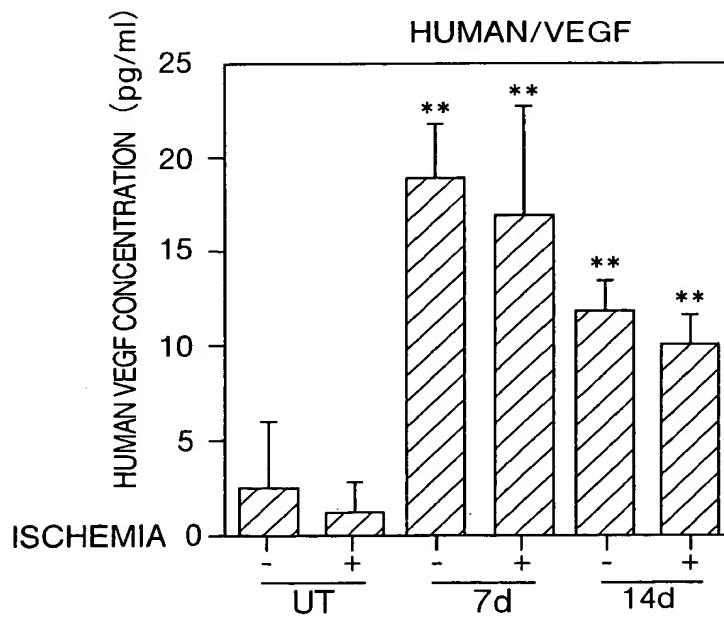 HUMAN/VEGF
HUMAN VEGF CONCENTRATION (pg/ml)
25
20
15
10
5
0
** ** ** **
ISCHEMIA
- + - + - +
UT 7d 14d